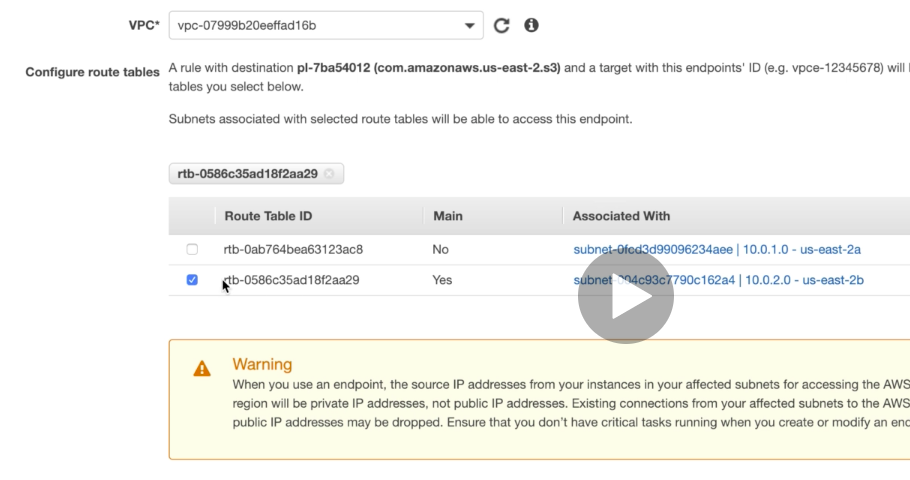 VPC* vpc-07999b20eeffad16b
Configure route tables A rule with destination pl-7ba54012 (com.amazonaws.us-east-2.s3) and a target with this endpoints' ID (e.g. vpce-12345678) will
tables you select below.
Subnets associated with selected route tables will be able to access this endpoint.
rtb-0586c35ad18f2aa29
Route Table ID Main Associated With
rtb-0ab764bea63123ac8 No subnet-0fcd3d99096234aee | 10.0.1.0 - us-east-2a
rtb-0586c35ad18f2aa29 Yes subnet-004c93c7790c162a4 | 10.0.2.0 - us-east-2b
Warning
When you use an endpoint, the source IP addresses from your instances in your affected subnets for accessing the AWS
region will be private IP addresses, not public IP addresses. Existing connections from your affected subnets to the AWS
public IP addresses may be dropped. Ensure that you don't have critical tasks running when you create or modify an